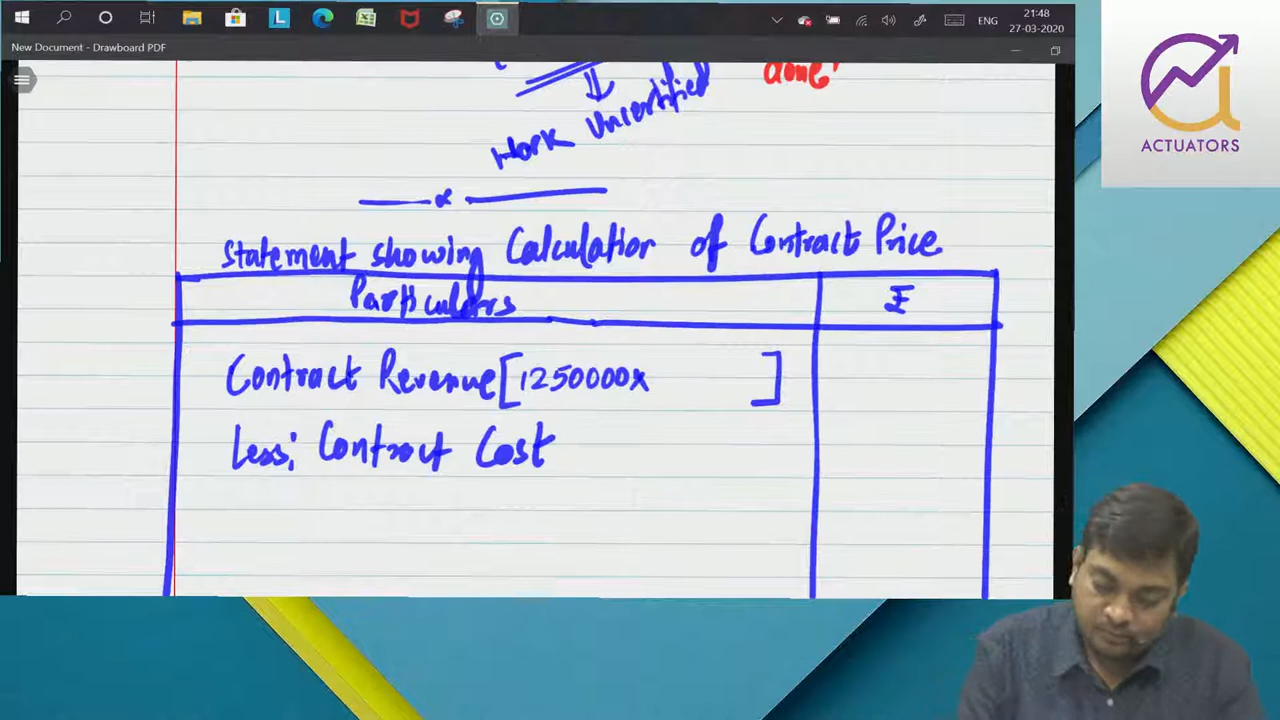 21:48
ENG
27-03-2020
New Document - Drawboard PDF
done!
Work Uncertified
Statement showing Calculation of Contract Price
Particulars ₹
Contract Revenue [1250000x ]
less: Contract Cost
ACTUATORS